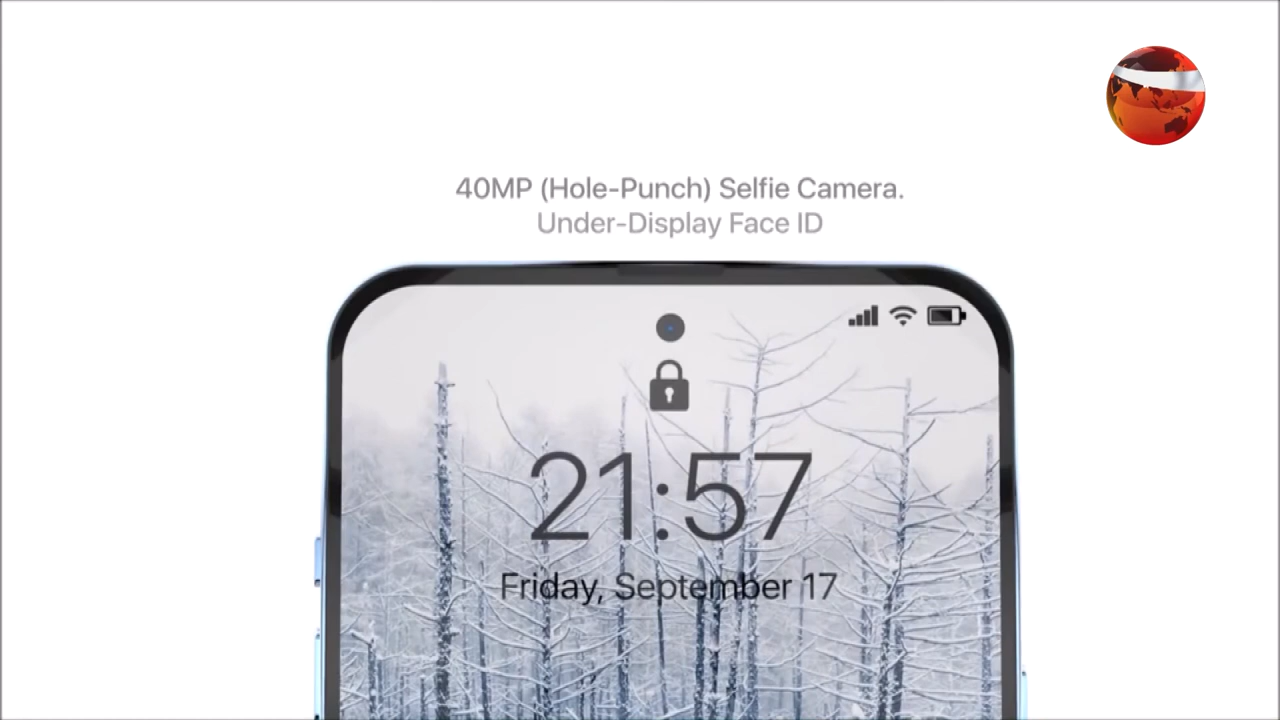 40MP (Hole-Punch) Selfie Camera.
Under-Display Face ID
21:57
Friday, September 17